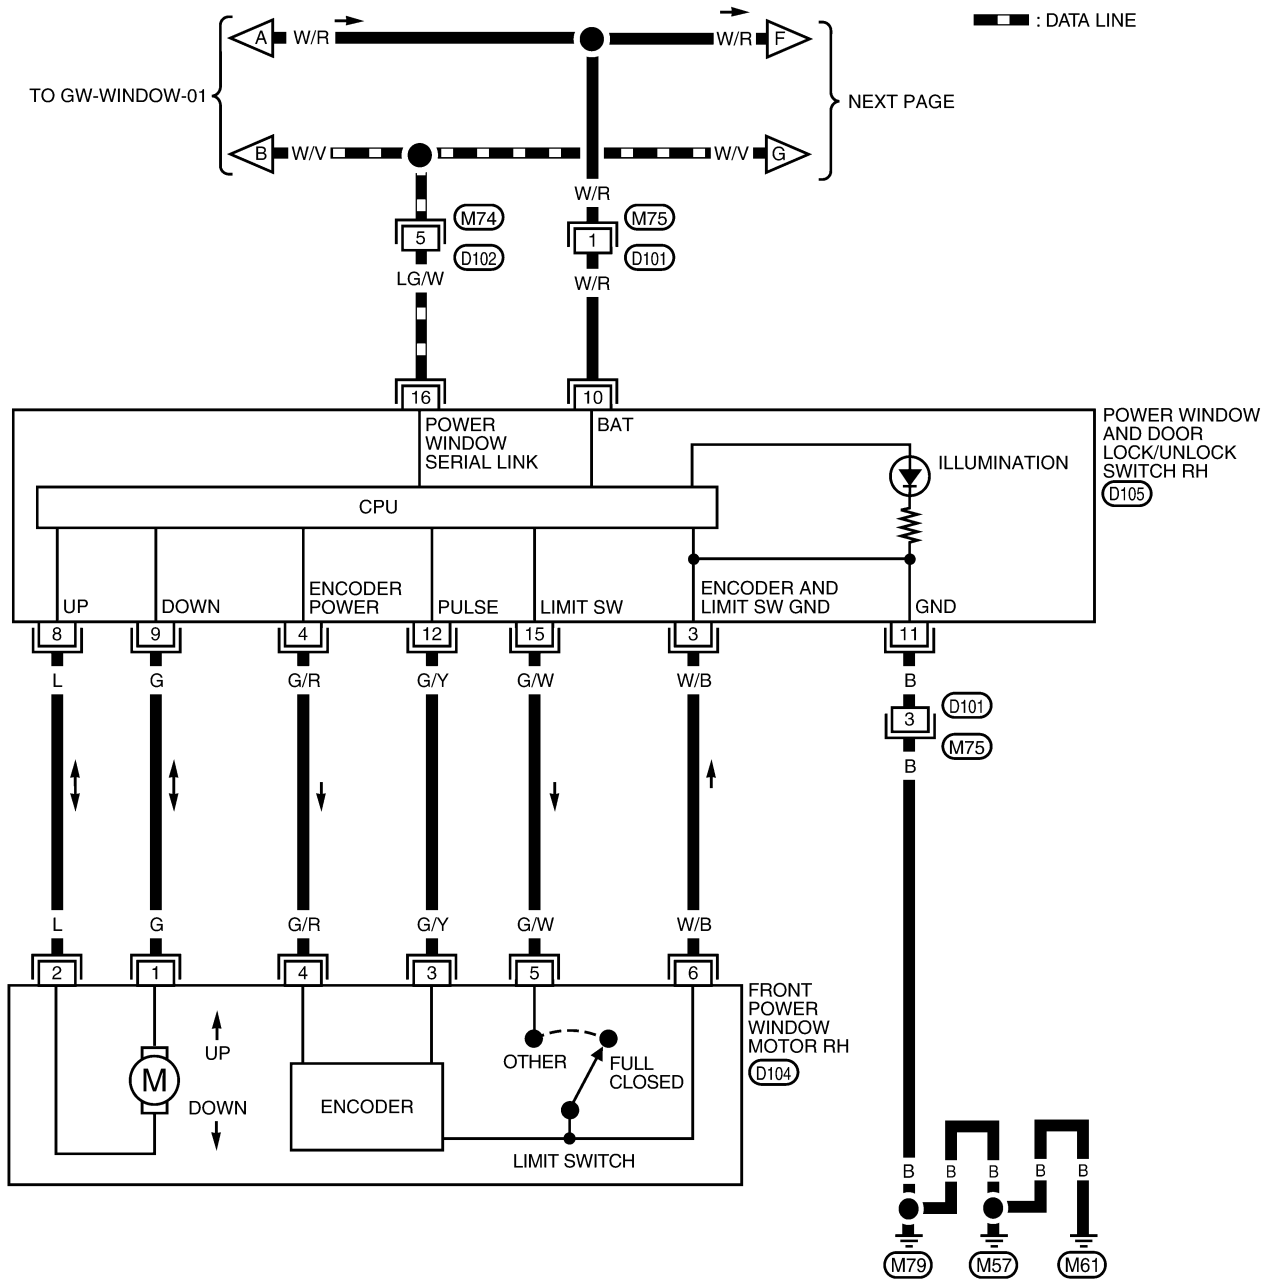 A W/R W/R F
: DATA LINE
TO GW-WINDOW-01
NEXT PAGE
B W/V W/V G
W/R
M74
M75
5
1
D102
D101
LG/W
W/R
16
10
POWER
WINDOW
SERIAL LINK
BAT
ILLUMINATION
POWER WINDOW
AND DOOR
LOCK/UNLOCK
SWITCH RH
D105
CPU
UP
DOWN
ENCODER
POWER
PULSE
LIMIT SW
ENCODER AND
LIMIT SW GND
GND
8 9 4 12 15 3 11
L G G/R G/Y G/W W/B B
D101
3
M75
B
L G G/R G/Y G/W W/B
2 1 4 3 5 6
FRONT
POWER
WINDOW
MOTOR RH
D104
UP
M
DOWN
ENCODER
OTHER
FULL
CLOSED
LIMIT SWITCH
B B B B B
M79 M57 M61